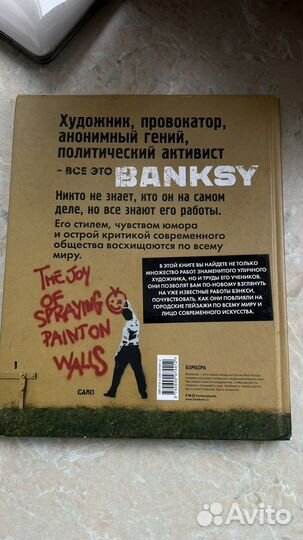 Художник, провокатор,
анонимный гений,
политический активист
- ВСЕ ЭТО BANKSY
Никто не знает, кто он на самом
деле, но все знают его работы.
Его стилем, чувством юмора
и острой критикой современного
общества восхищаются по всему
миру.
В ЭТОЙ КНИГЕ ВЫ НАЙДЕТЕ НЕ ТОЛЬКО
МНОЖЕСТВО РАБОТ ЗНАМЕНИТОГО УЛИЧНОГО
ХУДОЖНИКА, НО И ТРУДЫ ЕГО УЧЕНИКОВ.
ОНИ ПОЗВОЛЯТ ВАМ ПО-НОВОМУ ВЗГЛЯНУТЬ
НА УЖЕ ИЗВЕСТНЫЕ РАБОТЫ БЭНКСИ,
ПОЧУВСТВОВАТЬ, КАК ОНИ ПОВЛИЯЛИ НА
ГОРОДСКИЕ ПЕЙЗАЖИ ПО ВСЕМУ МИРУ И
ЛИЦО СОВРЕМЕННОГО ИСКУССТВА.
THE JOY
OF
SPRAYING
PAINT ON
WALLS
БОМБОРА
Avito